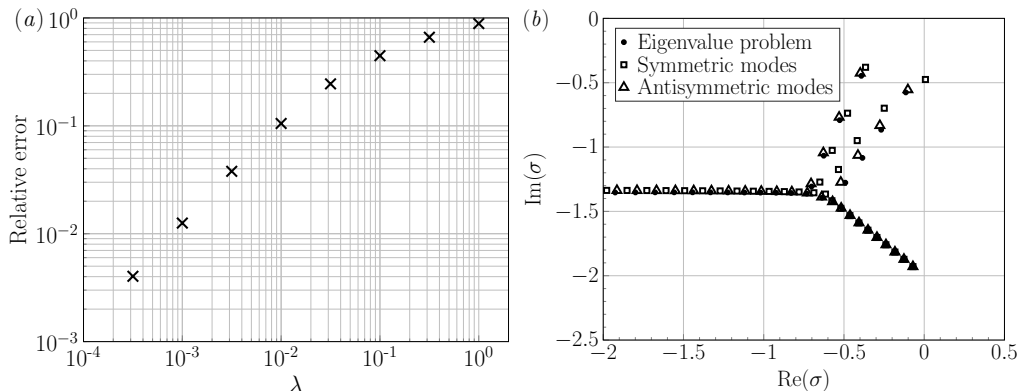 (a)
10^0
10^-1
10^-2
10^-3
Relative error
10^-4
10^-3
10^-2
10^-1
10^0
λ
(b)
0
−0.5
−1
−1.5
−2
−2.5
Im(σ)
Eigenvalue problem
Symmetric modes
Antisymmetric modes
−2
−1.5
−1
−0.5
0
0.5
Re(σ)